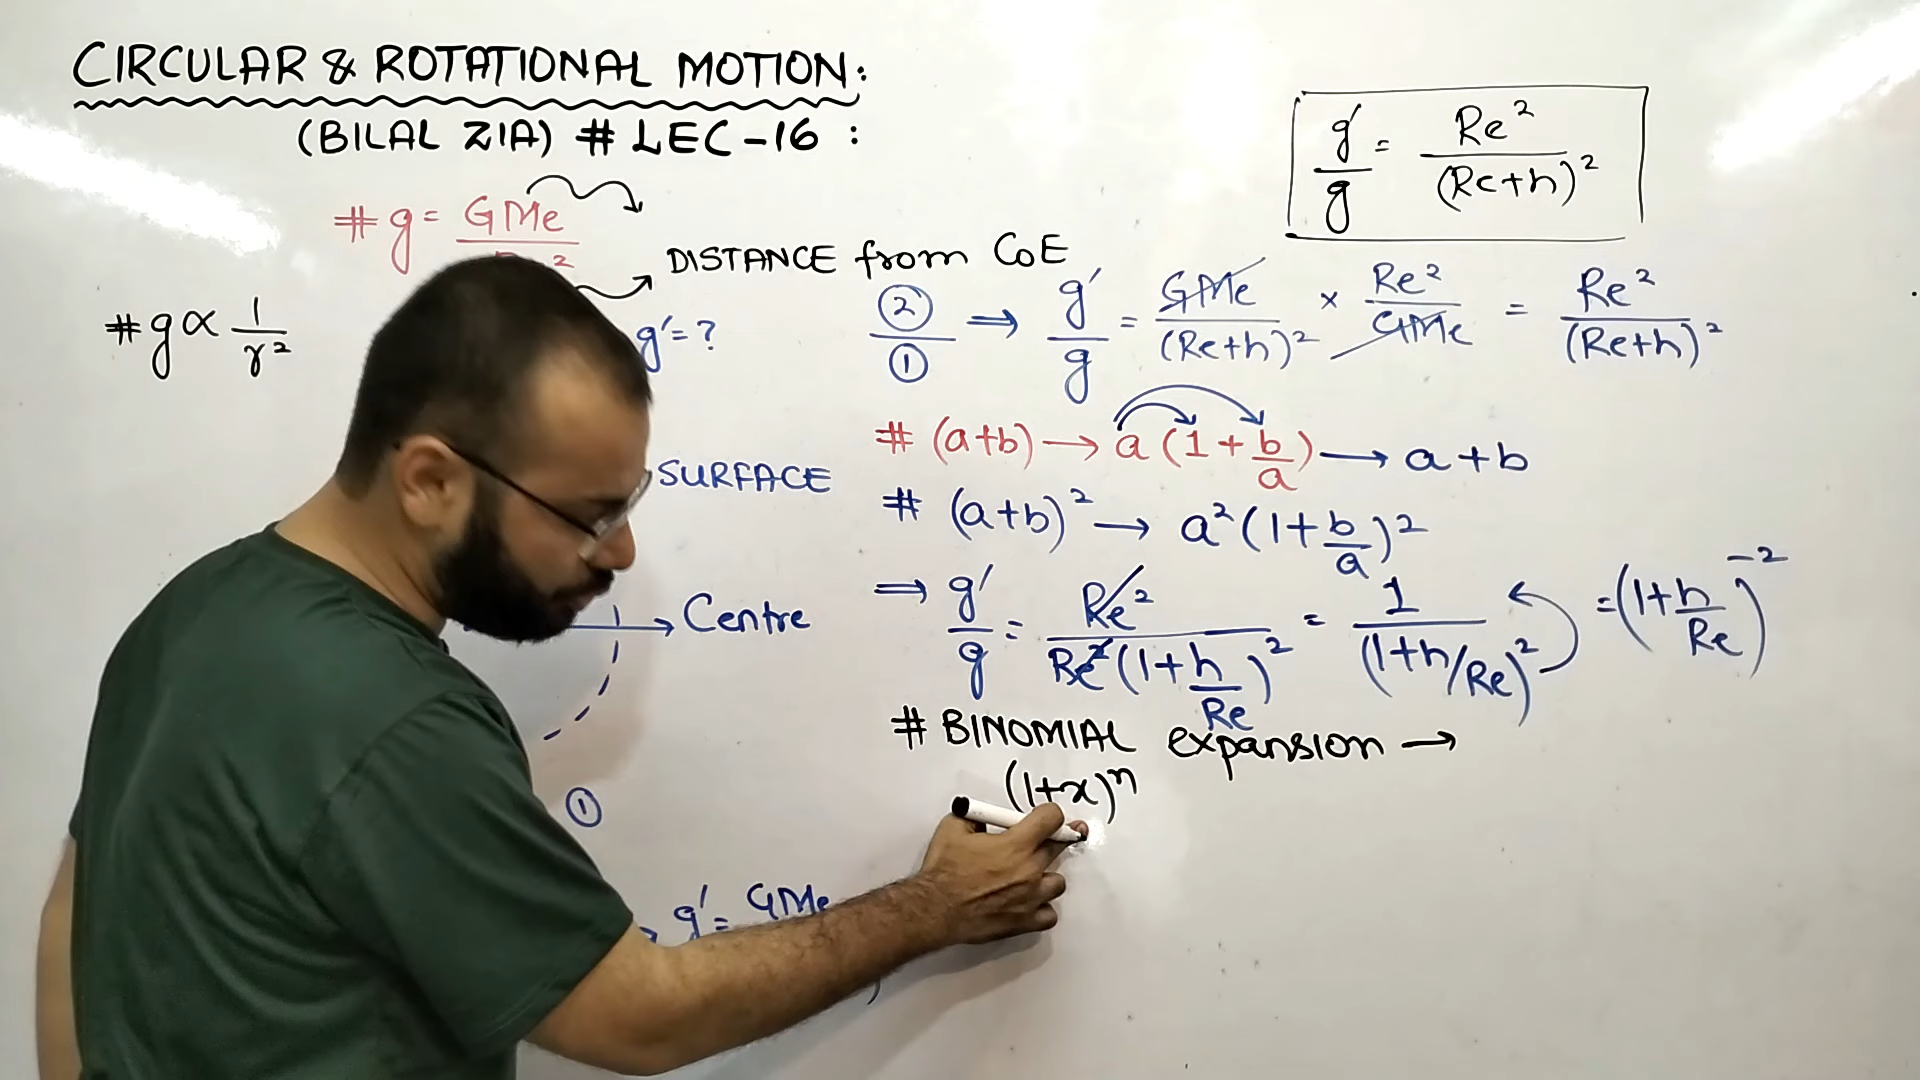 CIRCULAR & ROTATIONAL MOTION:
(BILAL ZIA) # LEC-16 :
# g = GMe
2
DISTANCE from CoE
# g ∝ 1/r²
g' = ?
SURFACE
Centre
①
g' = GMe
g'/g = Re²/(Re+h)²
②/① ⇒ g'/g = GMe/(Re+h)² × Re²/GMe = Re²/(Re+h)²
# (a+b) → a(1+b/a) → a+b
# (a+b)² → a²(1+b/a)²
⇒ g'/g = Re²/Re²(1+h/Re)² = 1/(1+h/Re)² = (1+h/Re)⁻²
# BINOMIAL expansion →
(1+x)ⁿ